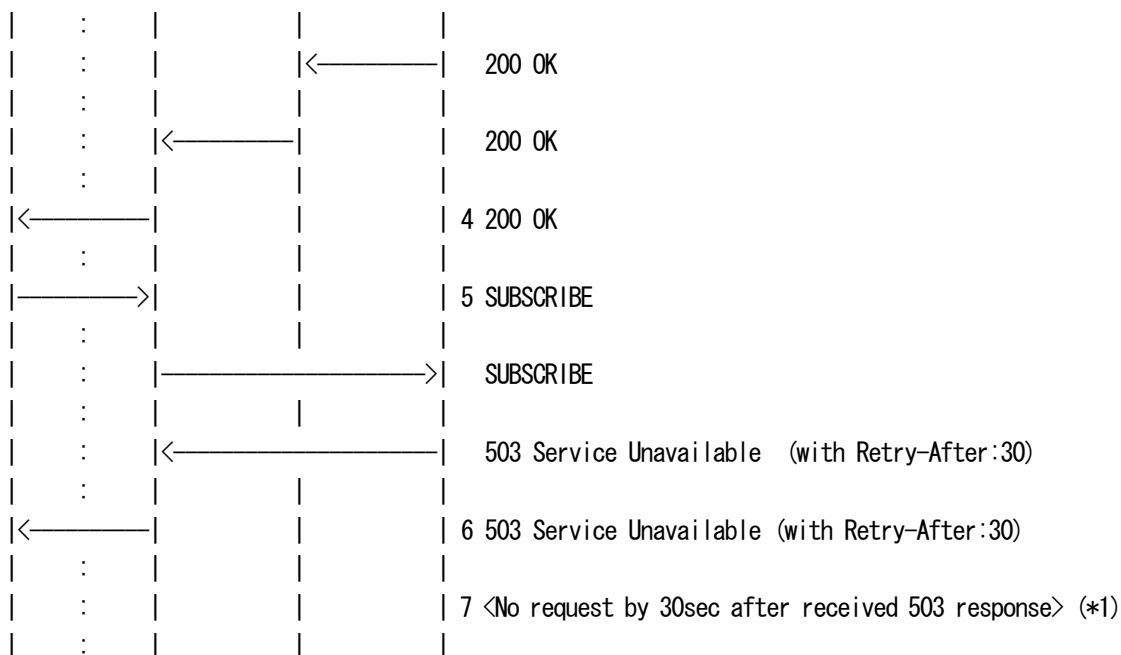 |     :     |           |           |
|     :     |           |<----------|   200 OK
|     :     |           |           |
|     :     |<----------|           |   200 OK
|     :     |           |           |
|<----------|           |           | 4 200 OK
|     :     |           |           |
|---------->|           |           | 5 SUBSCRIBE
|     :     |           |           |
|     :     |---------------------->|   SUBSCRIBE
|     :     |           |           |
|     :     |<----------------------|   503 Service Unavailable  (with Retry-After:30)
|     :     |           |           |
|<----------|           |           | 6 503 Service Unavailable (with Retry-After:30)
|     :     |           |           |
|     :     |           |           | 7 <No request by 30sec after received 503 response> (*1)
|     :     |           |           |